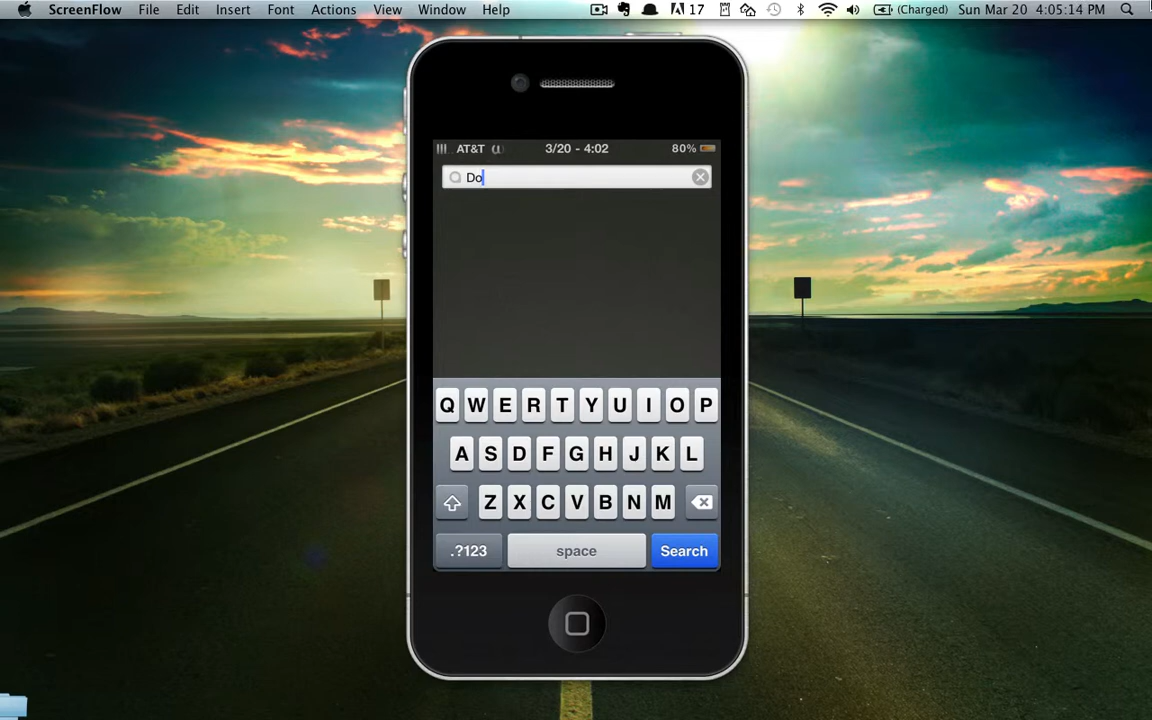 ScreenFlow File Edit Insert Font Actions View Window Help 17 (Charged) Sun Mar 20 4:05:14 PM
AT&T 3/20 - 4:02 80%
Do
Q W E R T Y U I O P
A S D F G H J K L
Z X C V B N M
.?123 space Search